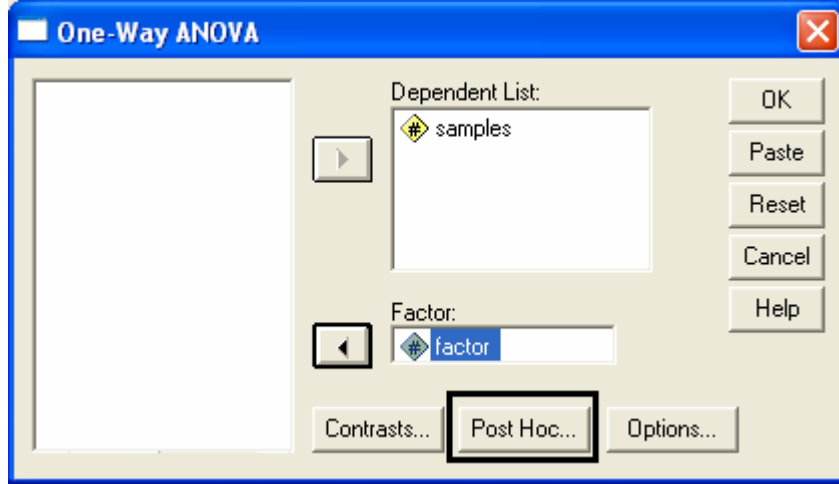 One-Way ANOVA
Dependent List:
# samples
OK
Paste
Reset
Cancel
Help
Factor:
# factor
Contrasts... Post Hoc... Options...